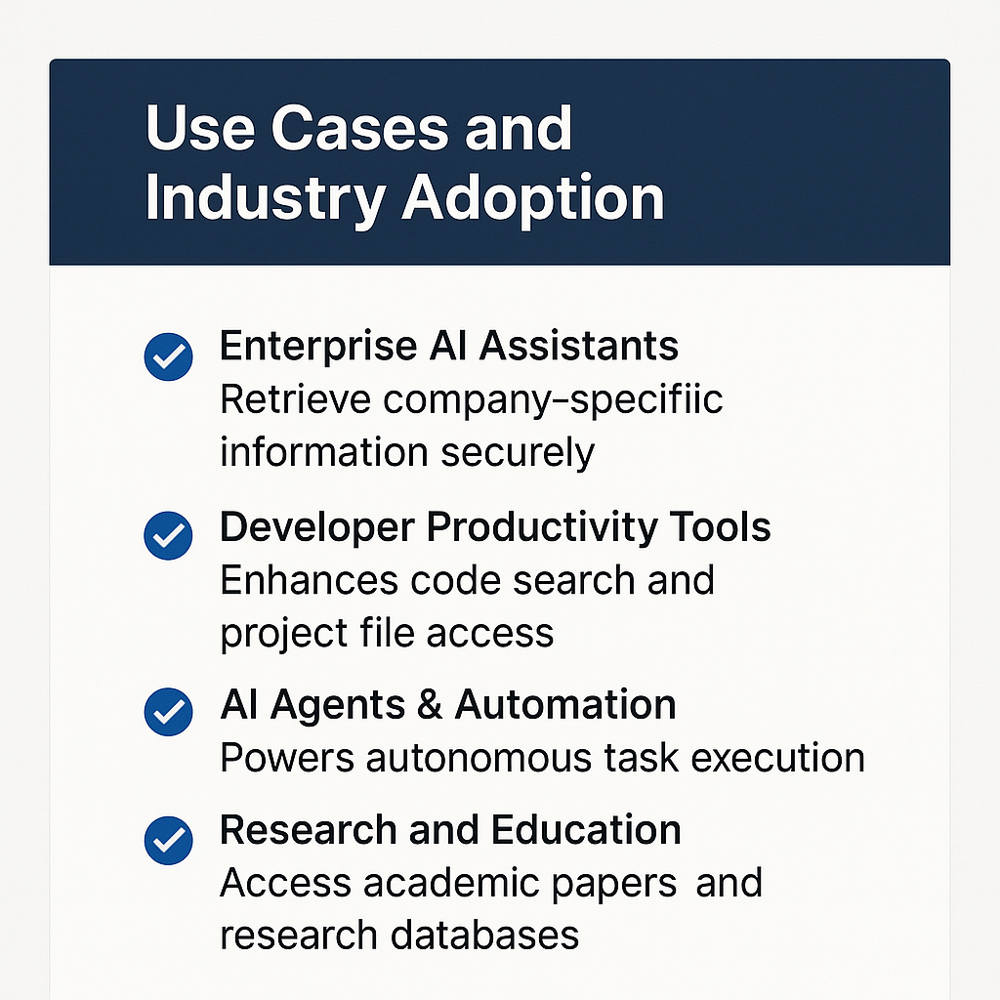 Use Cases and
Industry Adoption
Enterprise AI Assistants
Retrieve company-specifiic
information securely
Developer Productivity Tools
Enhances code search and
project file access
AI Agents & Automation
Powers autonomous task execution
Research and Education
Access academic papers and
research databases